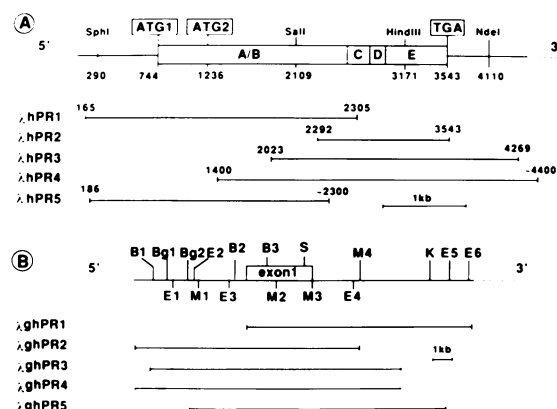 A
ATG1 ATG2 TGA
SphI SalI HindIII NdeI
5' 3'
A/B C D E
290 744 1236 2109 3171 3543 4110
λhPR1 165 2305
λhPR2 2292 3543
λhPR3 2023 4269
λhPR4 1400 ~4400
λhPR5 186 ~2300
1kb
B
B1 Bg1 Bg2 E2 B2 B3 S M4 K E5 E6
5' exon1 3'
E1 M1 E3 M2 M3 E4
λghPR1
λghPR2
1kb
λghPR3
λghPR4
λghPR5